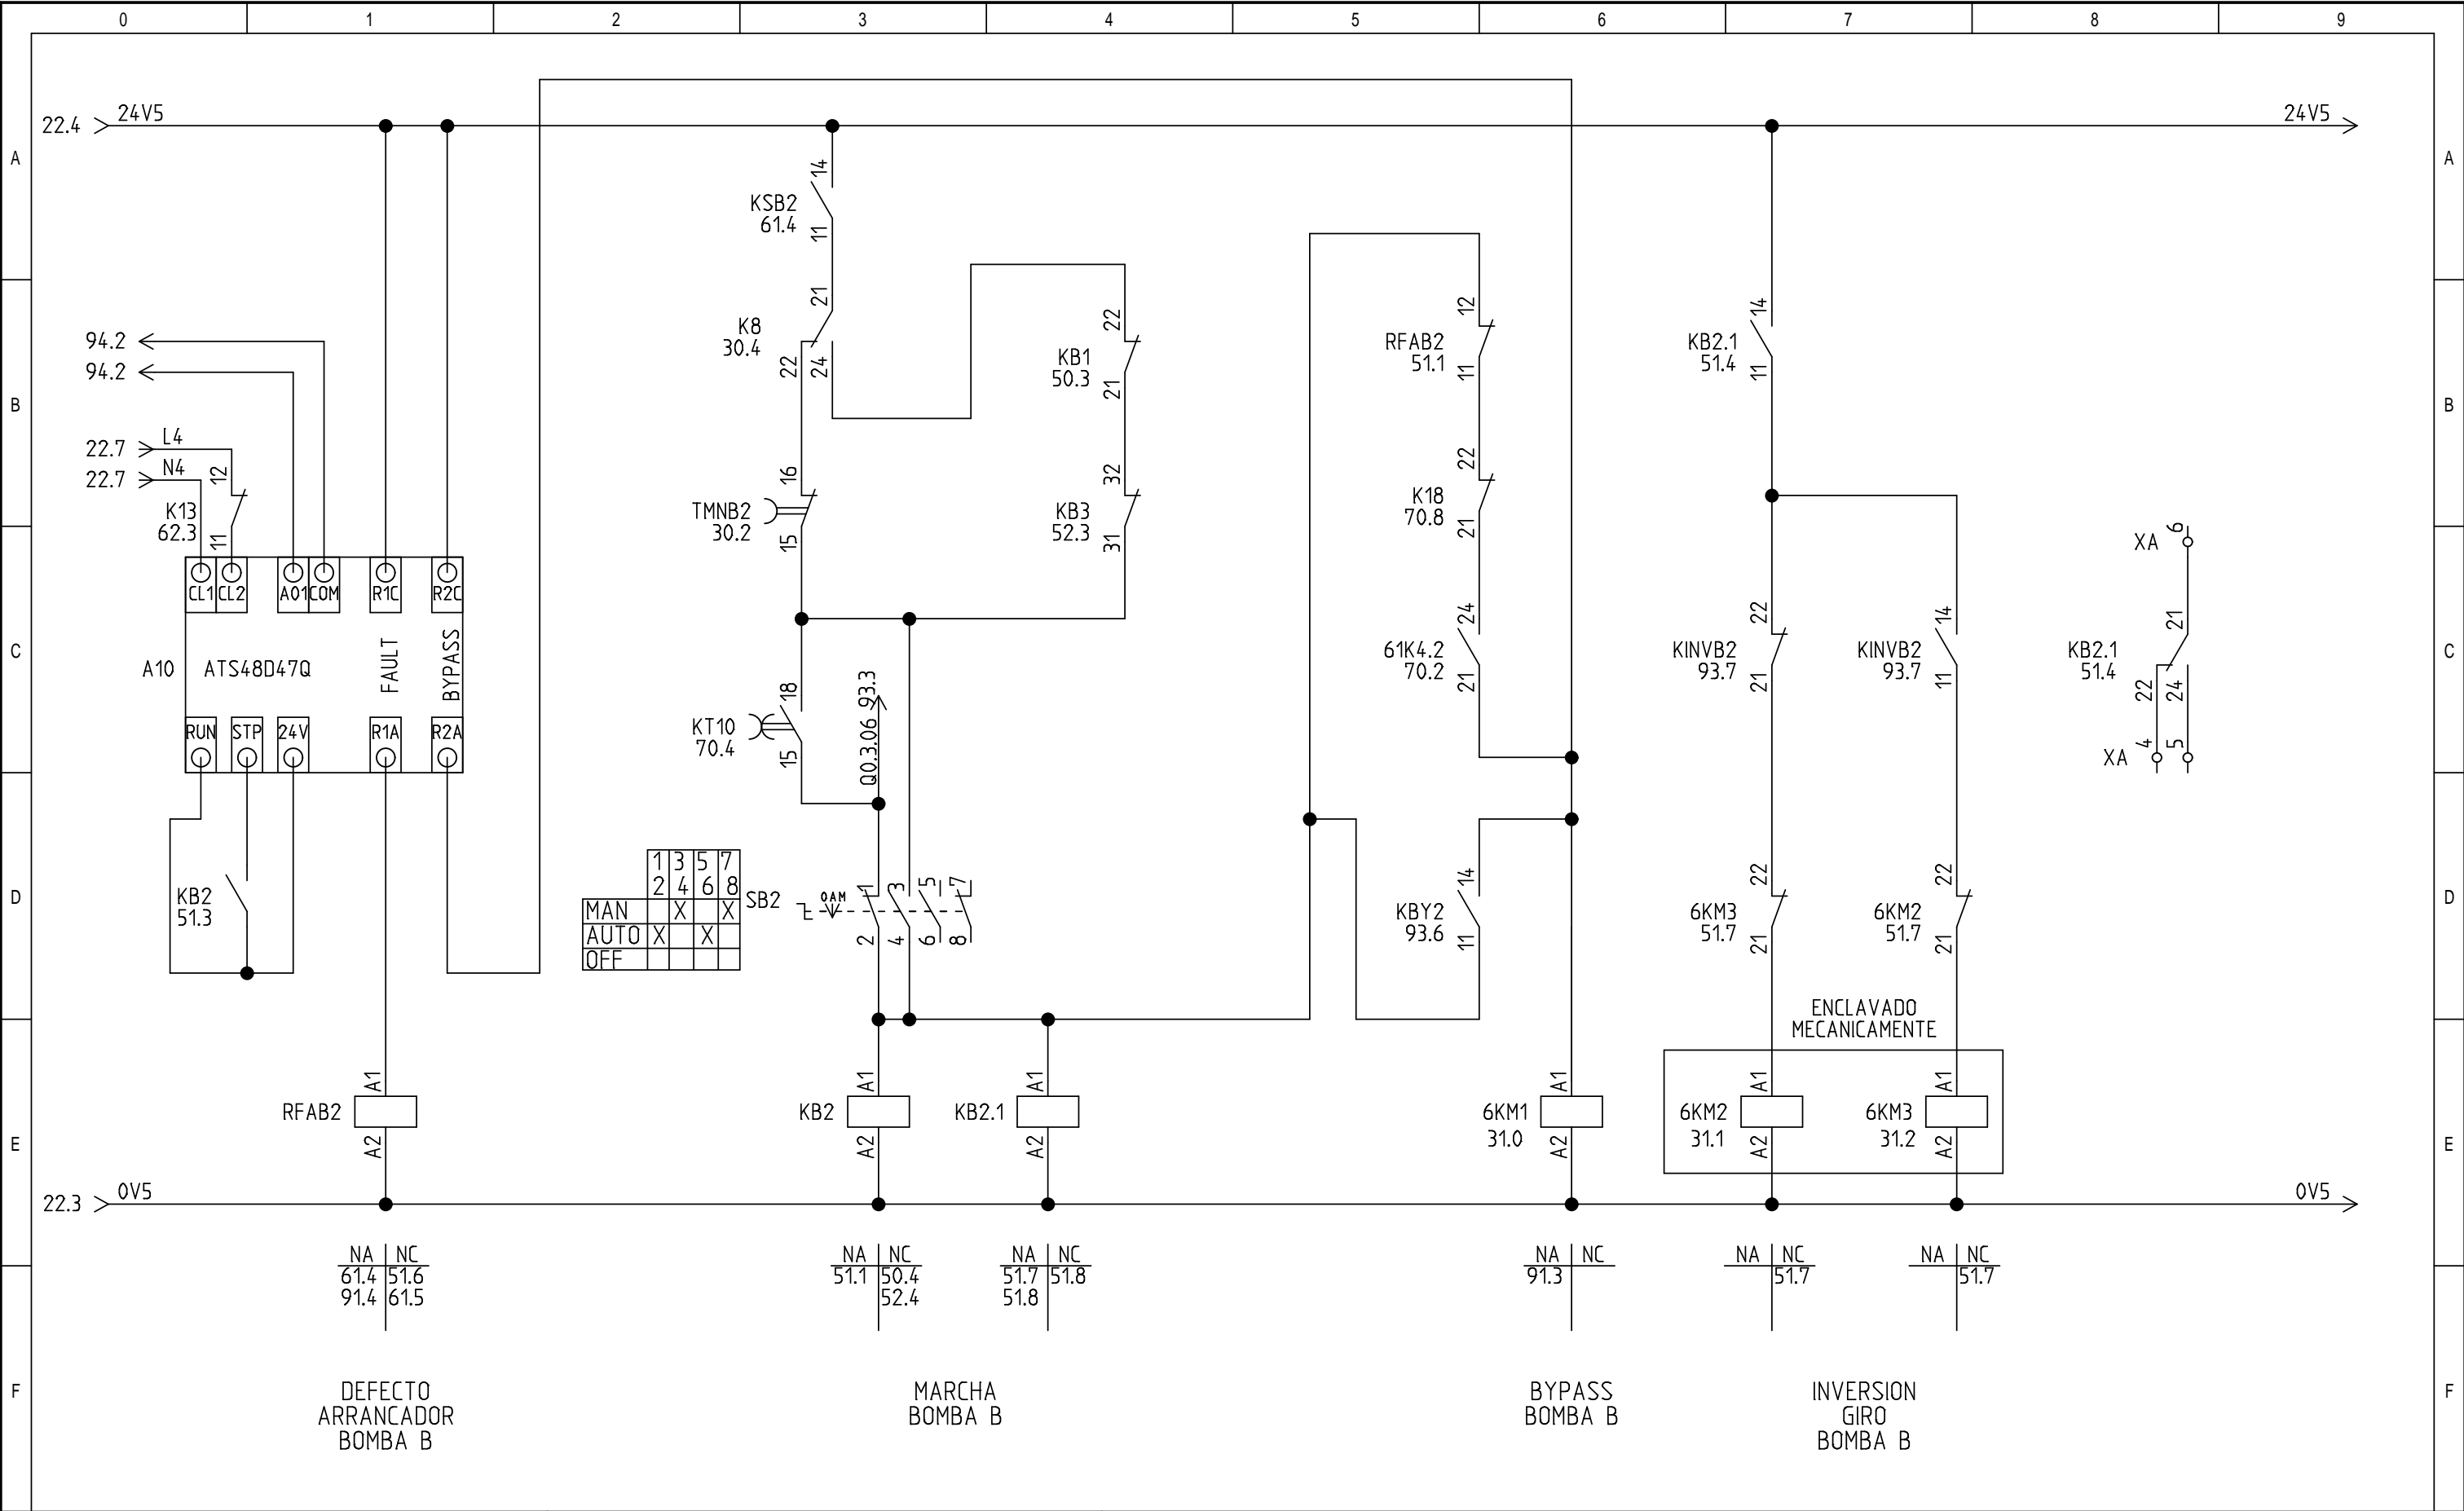 0 1 2 3 4 5 6 7 8 9
22.4 24V5 24V5
A A
14
KSB2
61.4
11
21
K8
30.4
22 24
22
KB1
50.3
21
12
RFAB2
51.1
11
14
KB2.1
51.4
11
94.2
94.2
B B
22.7 L4
22.7 N4
12
K13
62.3
11
16
TMNB2
30.2
15
32
KB3
52.3
31
22
K18
70.8
21
XA 6
CL1 CL2 A01 COM R1C R2C
A10 ATS48D47Q FAULT BYPASS
RUN STP 24V R1A R2A
C C
18
KT10
70.4
15
Q0.3.06 93.3
24
61K4.2
70.2
21
22
KINVB2
93.7
21
14
KINVB2
93.7
11
21
KB2.1
51.4
22 24
XA 4 5
D D
KB2
51.3
1 3 5 7
2 4 6 8
MAN X X
AUTO X X
OFF
SB2 0AM
1 3 5 7
2 4 6 8
14
KBY2
93.6
11
22
6KM3
51.7
21
22
6KM2
51.7
21
ENCLAVADO
MECANICAMENTE
E E
A1
RFAB2
A2
A1
KB2
A2
A1
KB2.1
A2
A1
6KM1
31.0
A2
A1
6KM2
31.1
A2
A1
6KM3
31.2
A2
22.3 0V5 0V5
NA NC
61.4 51.6
91.4 61.5
NA NC
51.1 50.4
52.4
NA NC
51.7 51.8
51.8
NA NC
91.3
NA NC
51.7
NA NC
51.7
F F
DEFECTO
ARRANCADOR
BOMBA B
MARCHA
BOMBA B
BYPASS
BOMBA B
INVERSION
GIRO
BOMBA B